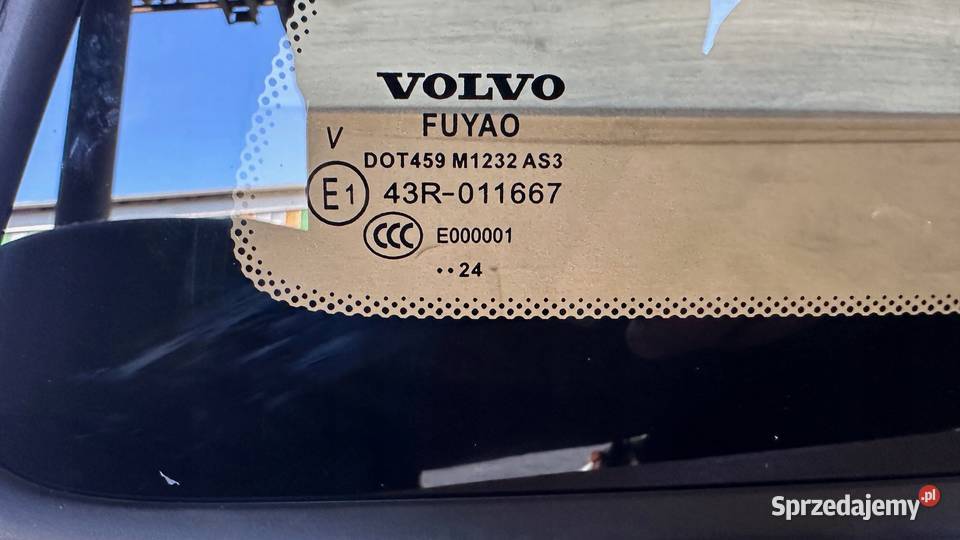 VOLVO
FUYAO
V
DOT459 M1232 AS3
E1 43R-011667
CCC E000001
••24
Sprzedajemy.pl